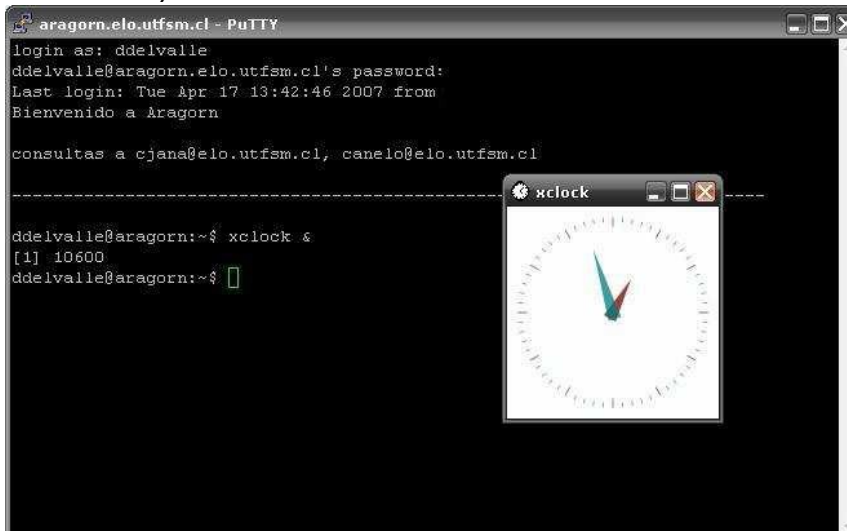 aragorn.elo.utfsm.cl - PuTTY
login as: ddelvalle
ddelvalle@aragorn.elo.utfsm.cl's password:
Last login: Tue Apr 17 13:42:46 2007 from
Bienvenido a Aragorn
consultas a cjana@elo.utfsm.cl, canelo@elo.utfsm.cl
--------------------------------------------------------------------------
xclock
ddelvalle@aragorn:~$ xclock &
[1] 10600
ddelvalle@aragorn:~$